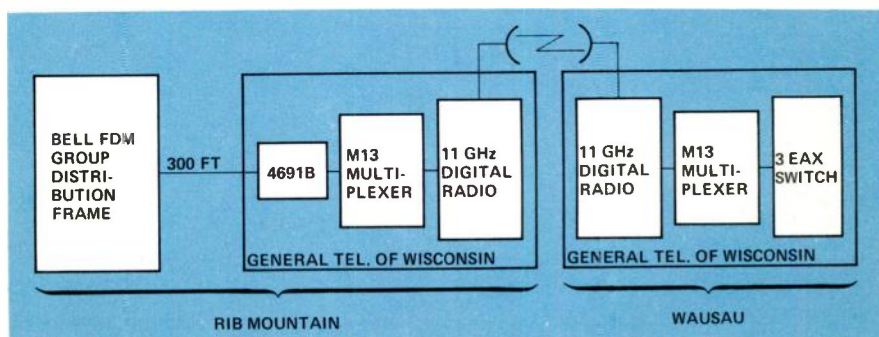 BELL FDM
GROUP
DISTRI-
BUTION
FRAME
300 FT
4691B
M13
MULTI-
PLEXER
11 GHz
DIGITAL
RADIO
GENERAL TEL. OF WISCONSIN
RIB MOUNTAIN
11 GHz
DIGITAL
RADIO
M13
MULTI-
PLEXER
3 EAX
SWITCH
GENERAL TEL. OF WISCONSIN
WAUSAU